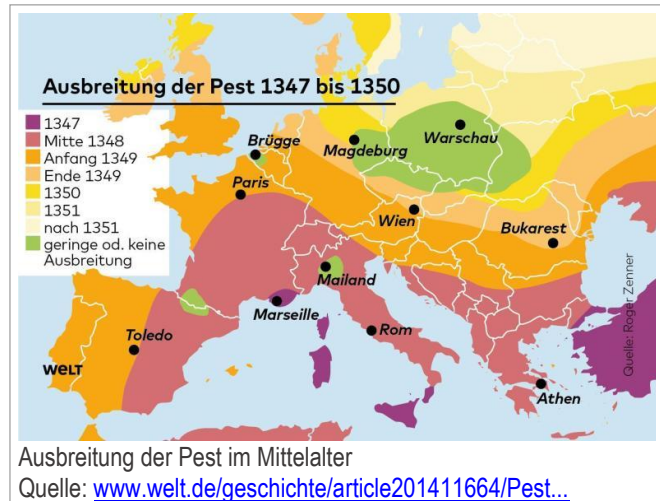 Ausbreitung der Pest 1347 bis 1350
1347
Mitte 1348
Anfang 1349
Ende 1349
1350
1351
nach 1351
geringe od. keine
Ausbreitung
Brügge
Magdeburg
Warschau
Paris
Wien
Bukarest
Mailand
Marseille
Toledo
Rom
Athen
WELT
Quelle: Roger Zenner
Ausbreitung der Pest im Mittelalter
Quelle: www.welt.de/geschichte/article201411664/Pest...